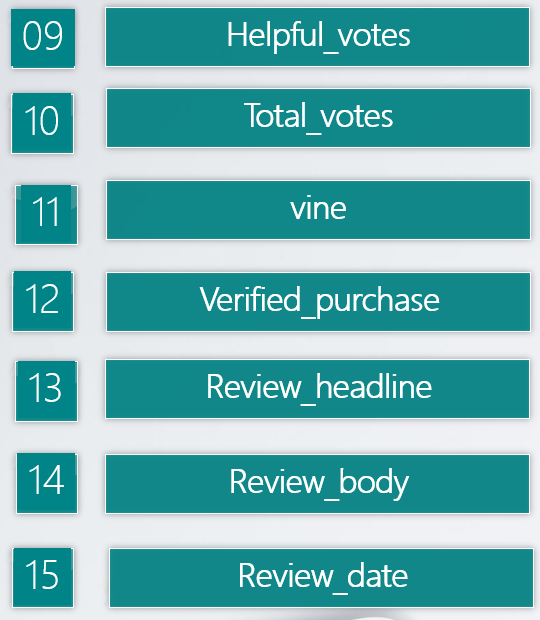 09 Helpful_votes
10 Total_votes
11 vine
12 Verified_purchase
13 Review_headline
14 Review_body
15 Review_date